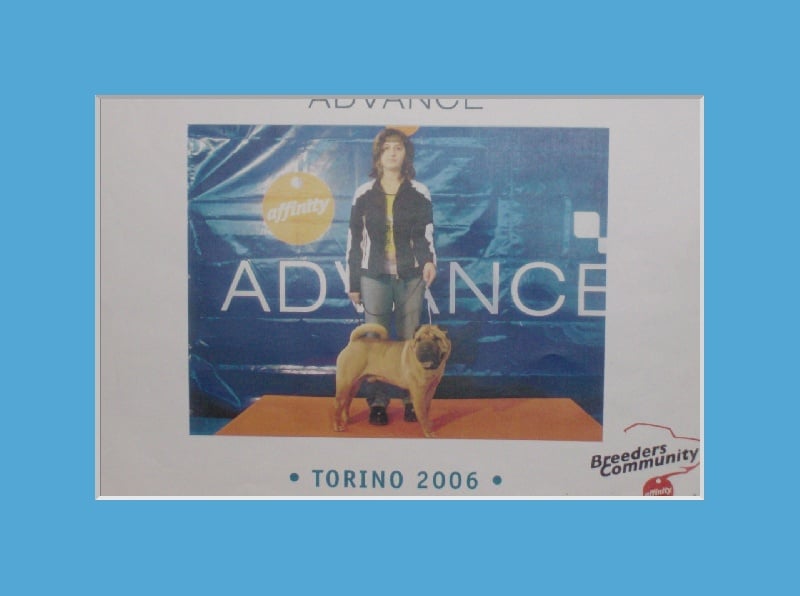 ADVANCE
affinity
ADVANCE
• TORINO 2006 •
Breeders
Community
affinity